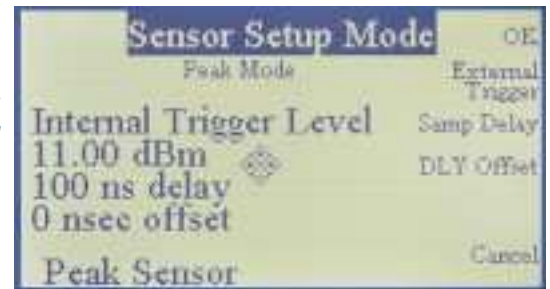 Sensor Setup Mode
Peak Mode
Internal Trigger Level
11.00 dBm
100 ns delay
0 nsec offset
Peak Sensor
OK
External
Trigger
Samp Delay
DLY Offset
Cancel